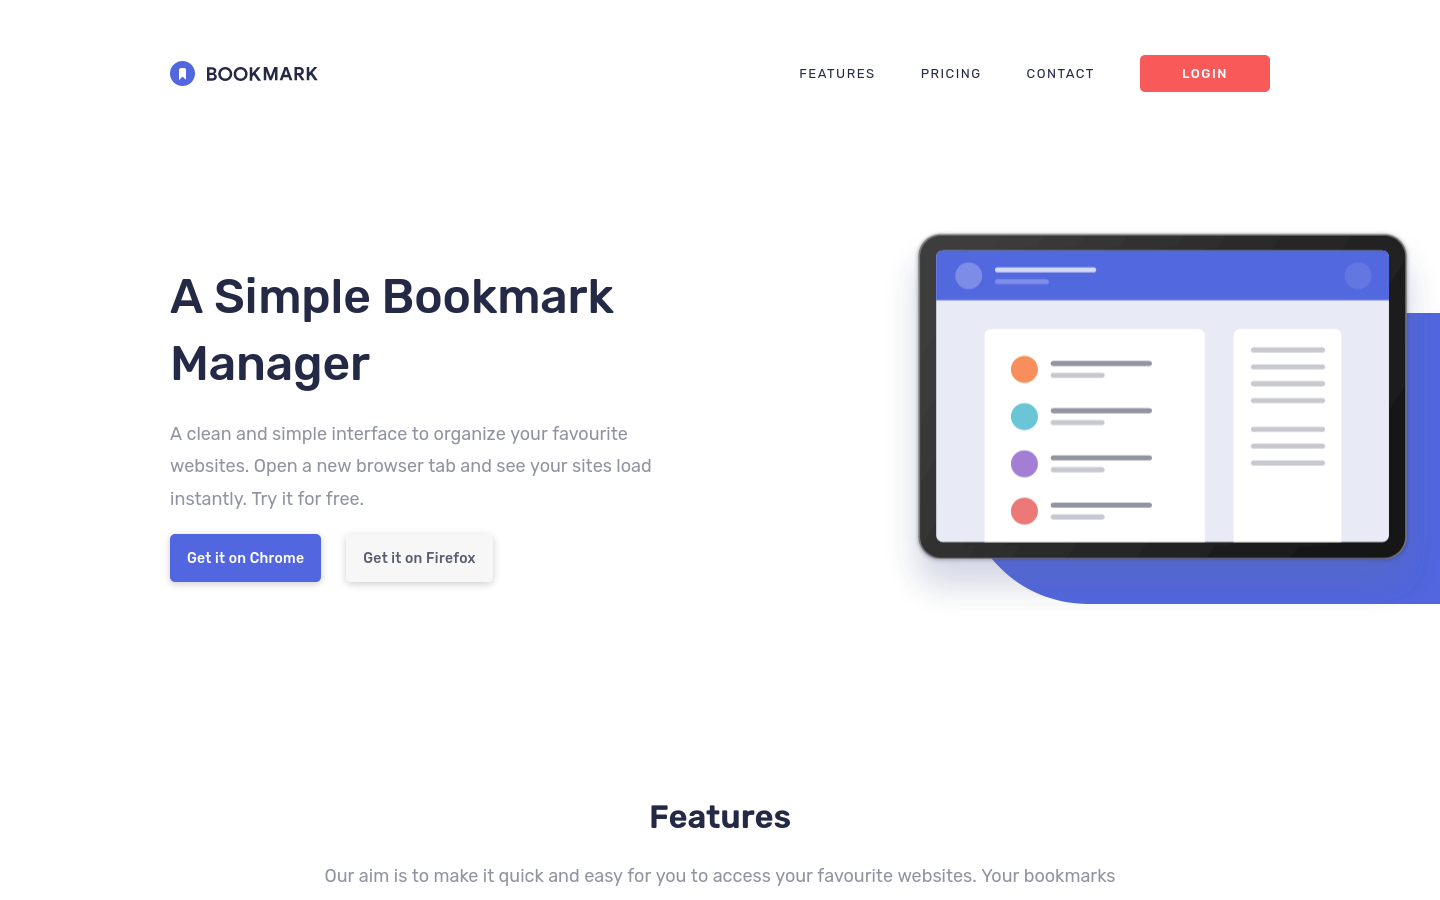 BOOKMARK
FEATURES
PRICING
CONTACT
LOGIN
A Simple Bookmark
Manager
A clean and simple interface to organize your favourite
websites. Open a new browser tab and see your sites load
instantly. Try it for free.
Get it on Chrome
Get it on Firefox
Features
Our aim is to make it quick and easy for you to access your favourite websites. Your bookmarks